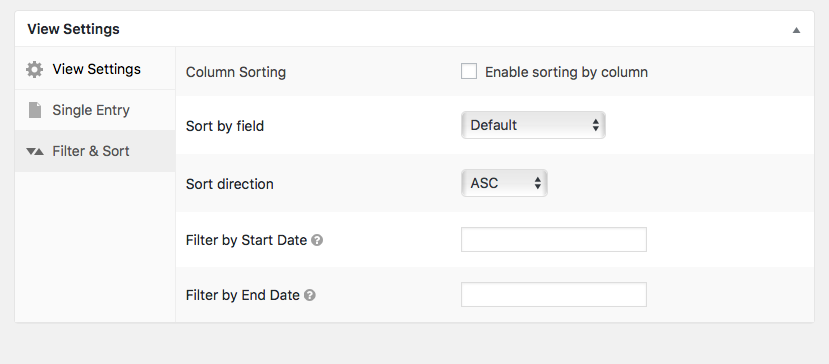 View Settings
View Settings
Single Entry
Filter & Sort
Column Sorting
Enable sorting by column
Sort by field
Default
Sort direction
ASC
Filter by Start Date ?
Filter by End Date ?